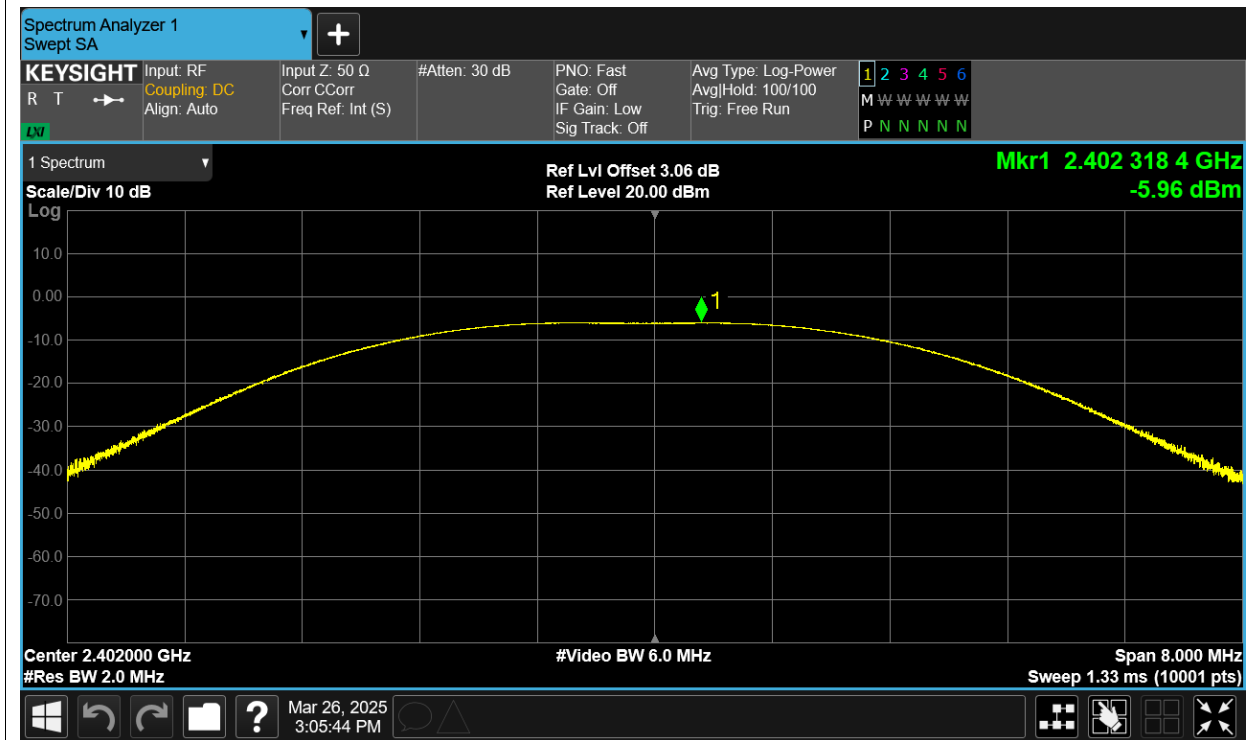 Spectrum Analyzer 1
Swept SA
KEYSIGHT
R T
LXI
Input: RF
Coupling: DC
Align: Auto
Input Z: 50 Ω
Corr CCorr
Freq Ref: Int (S)
#Atten: 30 dB
PNO: Fast
Gate: Off
IF Gain: Low
Sig Track: Off
Avg Type: Log-Power
Avg|Hold: 100/100
Trig: Free Run
1 2 3 4 5 6
M W W W W W
P N N N N N
1 Spectrum
Scale/Div 10 dB
Log
Ref Lvl Offset 3.06 dB
Ref Level 20.00 dBm
Mkr1 2.402 318 4 GHz
-5.96 dBm
10.0
0.00
-10.0
-20.0
-30.0
-40.0
-50.0
-60.0
-70.0
1
Center 2.402000 GHz
#Res BW 2.0 MHz
#Video BW 6.0 MHz
Span 8.000 MHz
Sweep 1.33 ms (10001 pts)
?
Mar 26, 2025
3:05:44 PM